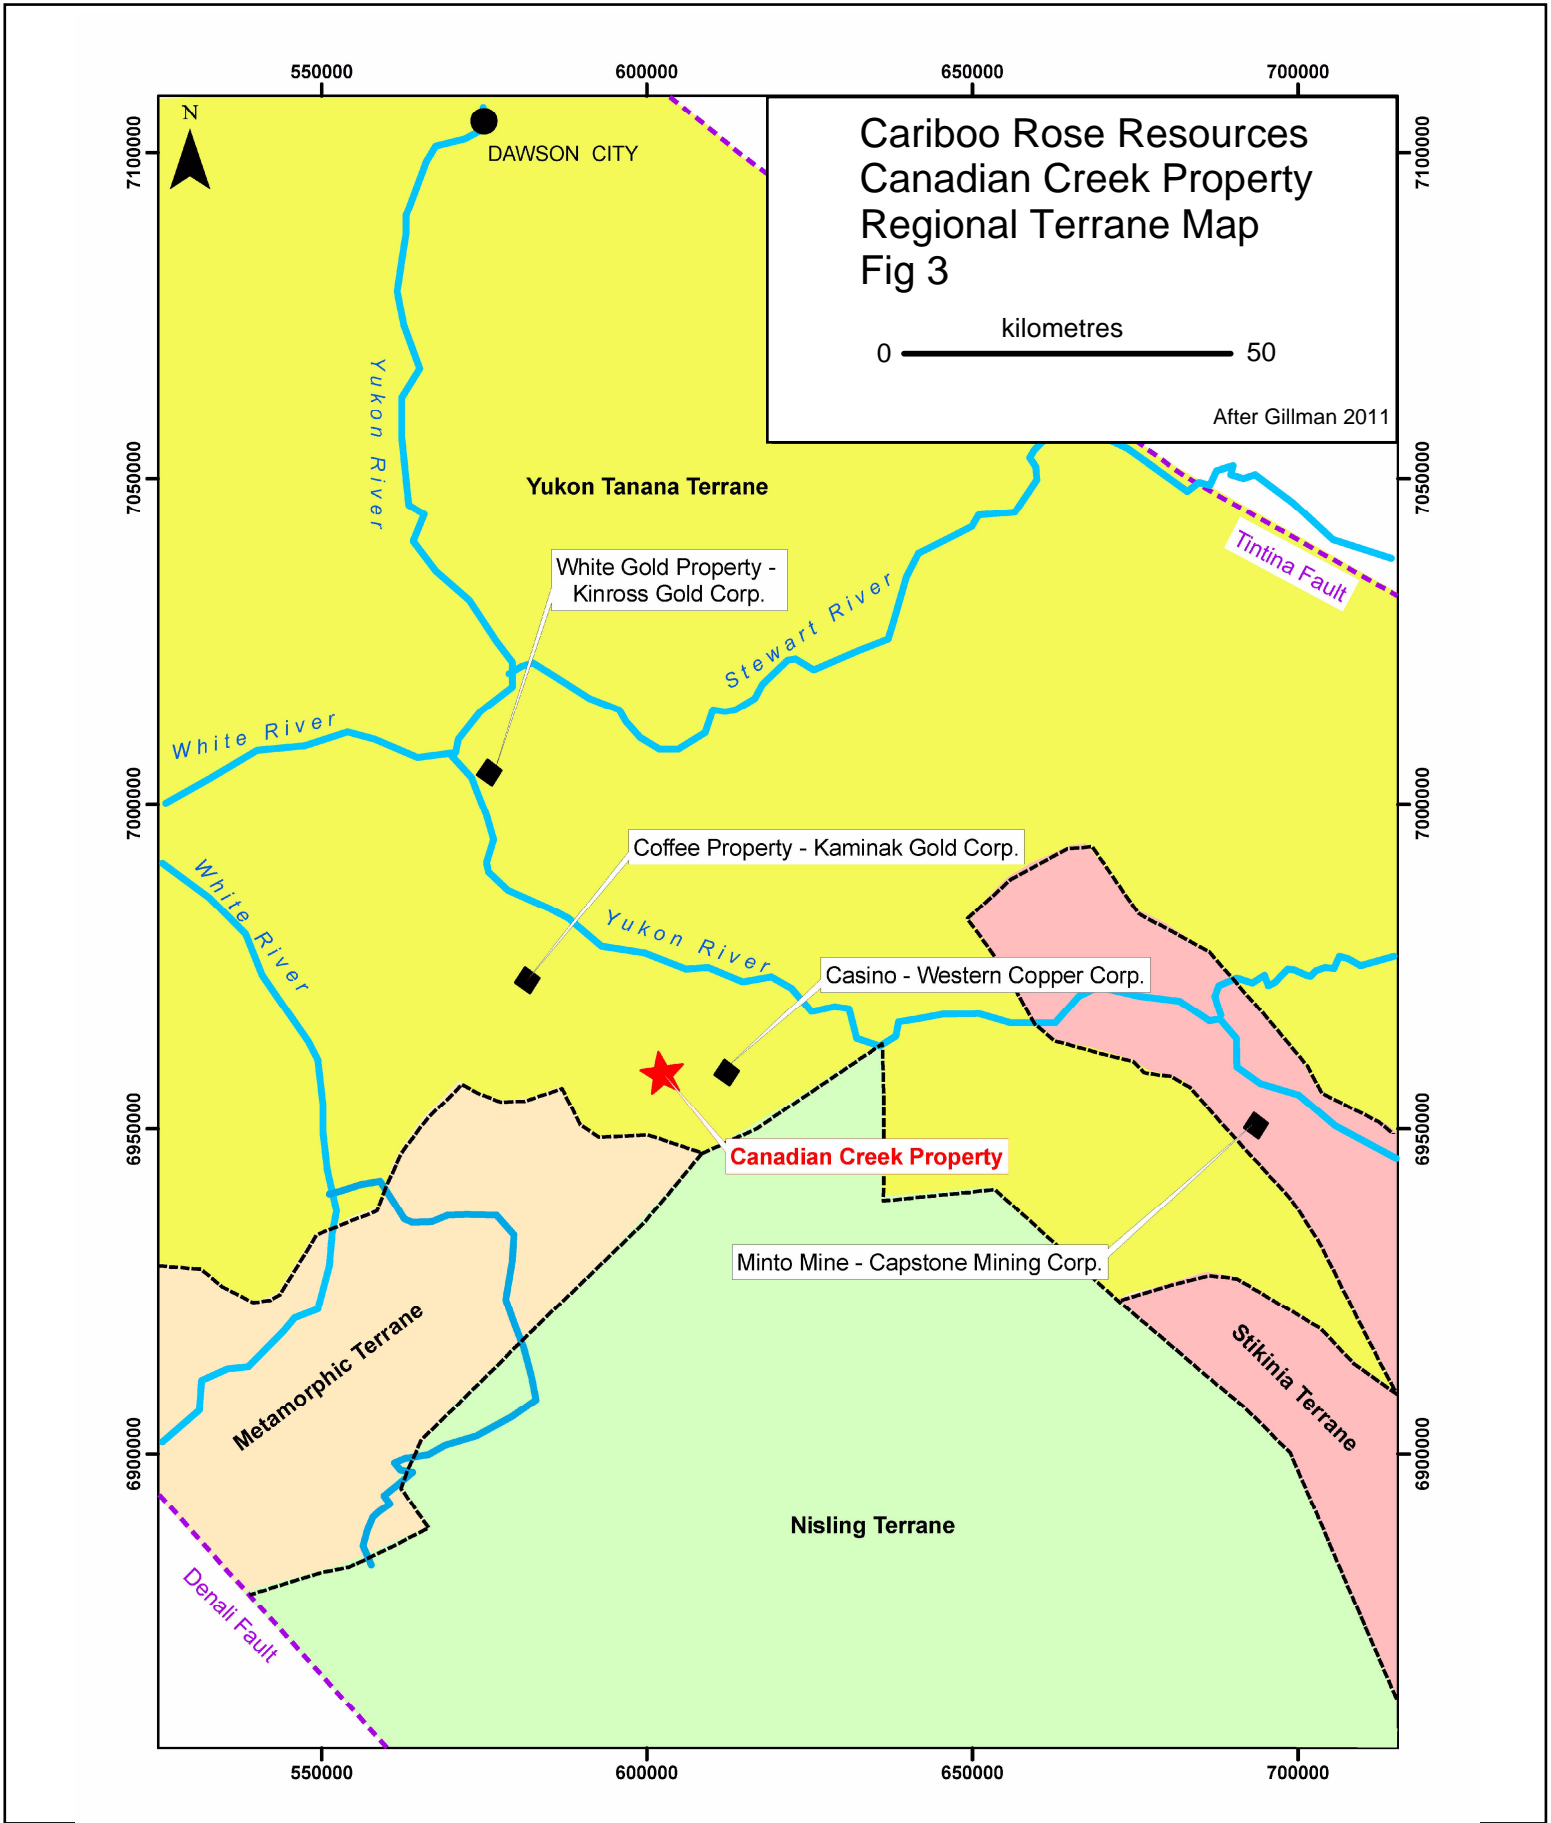 550000
600000
650000
700000
N
DAWSON CITY
7100000
7100000
Cariboo Rose Resources
Canadian Creek Property
Regional Terrane Map
Fig 3
kilometres
0
50
After Gillman 2011
Yukon River
7050000
7050000
Yukon Tanana Terrane
Tintina Fault
White Gold Property -
Kinross Gold Corp.
Stewart River
White River
7000000
7000000
Coffee Property - Kaminak Gold Corp.
White River
Yukon River
Casino - Western Copper Corp.
6950000
6950000
Canadian Creek Property
Minto Mine - Capstone Mining Corp.
Metamorphic Terrane
Stikinia Terrane
6900000
6900000
Nisling Terrane
Denali Fault
550000
600000
650000
700000